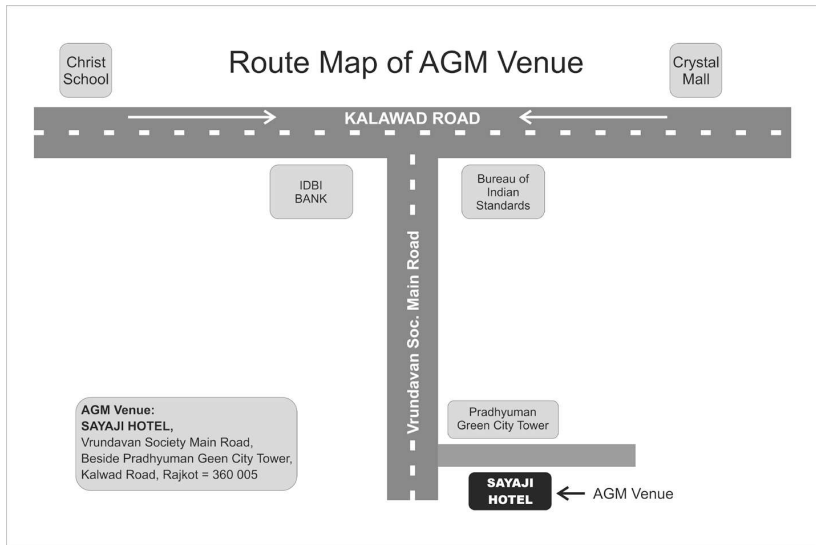 Route Map of AGM Venue
Christ
School
Crystal
Mall
KALAWAD ROAD
IDBI
BANK
Bureau of
Indian
Standards
Vrundavan Soc. Main Road
Pradhyuman
Green City Tower
AGM Venue:
SAYAJI HOTEL,
Vrundavan Society Main Road,
Beside Pradhyuman Geen City Tower,
Kalwad Road, Rajkot = 360 005
SAYAJI
HOTEL
AGM Venue